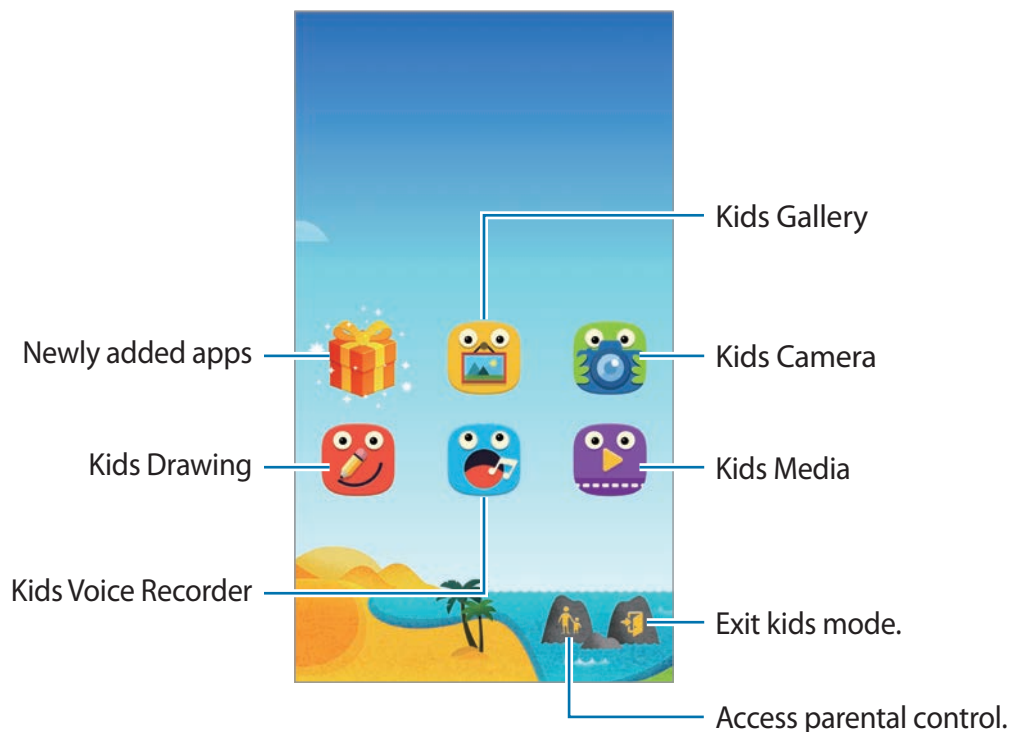 Kids Gallery
Newly added apps
Kids Camera
Kids Drawing
Kids Media
Kids Voice Recorder
Exit kids mode.
Access parental control.